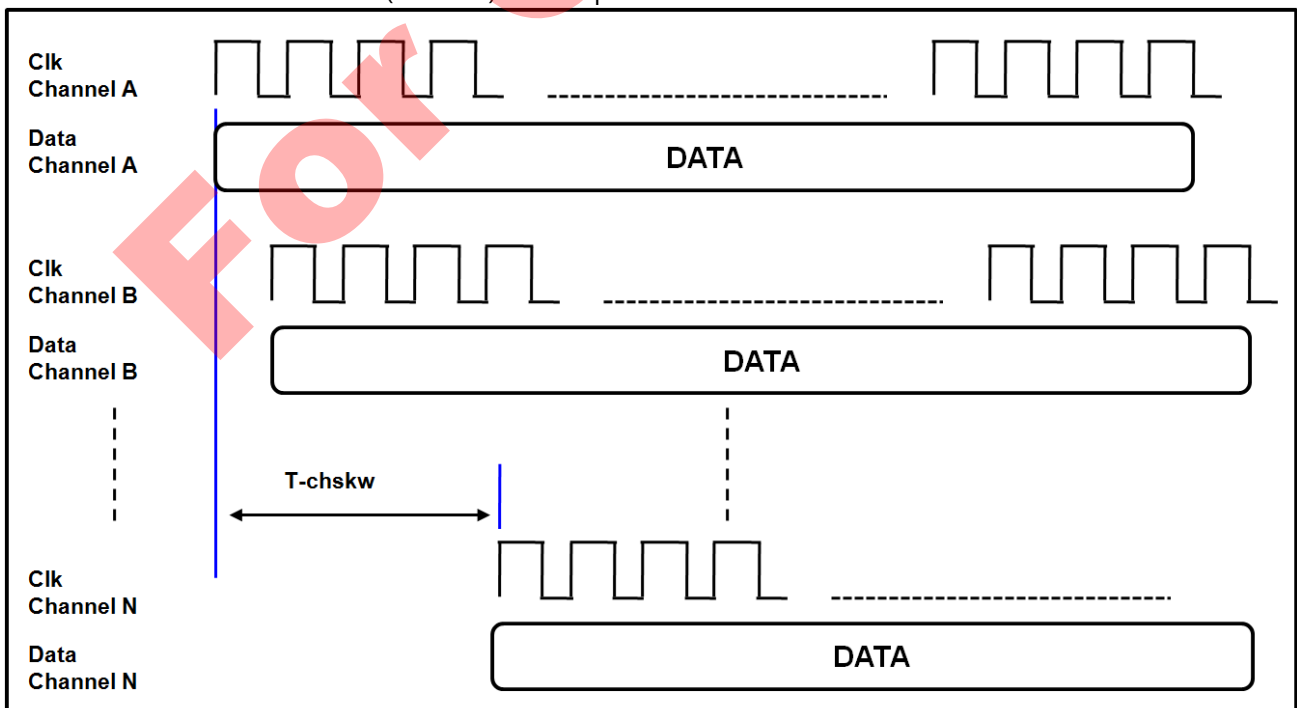 Clk
Channel A
Data
Channel A
DATA
Clk
Channel B
Data
Channel B
DATA
T-chskw
Clk
Channel N
Data
Channel N
DATA
For